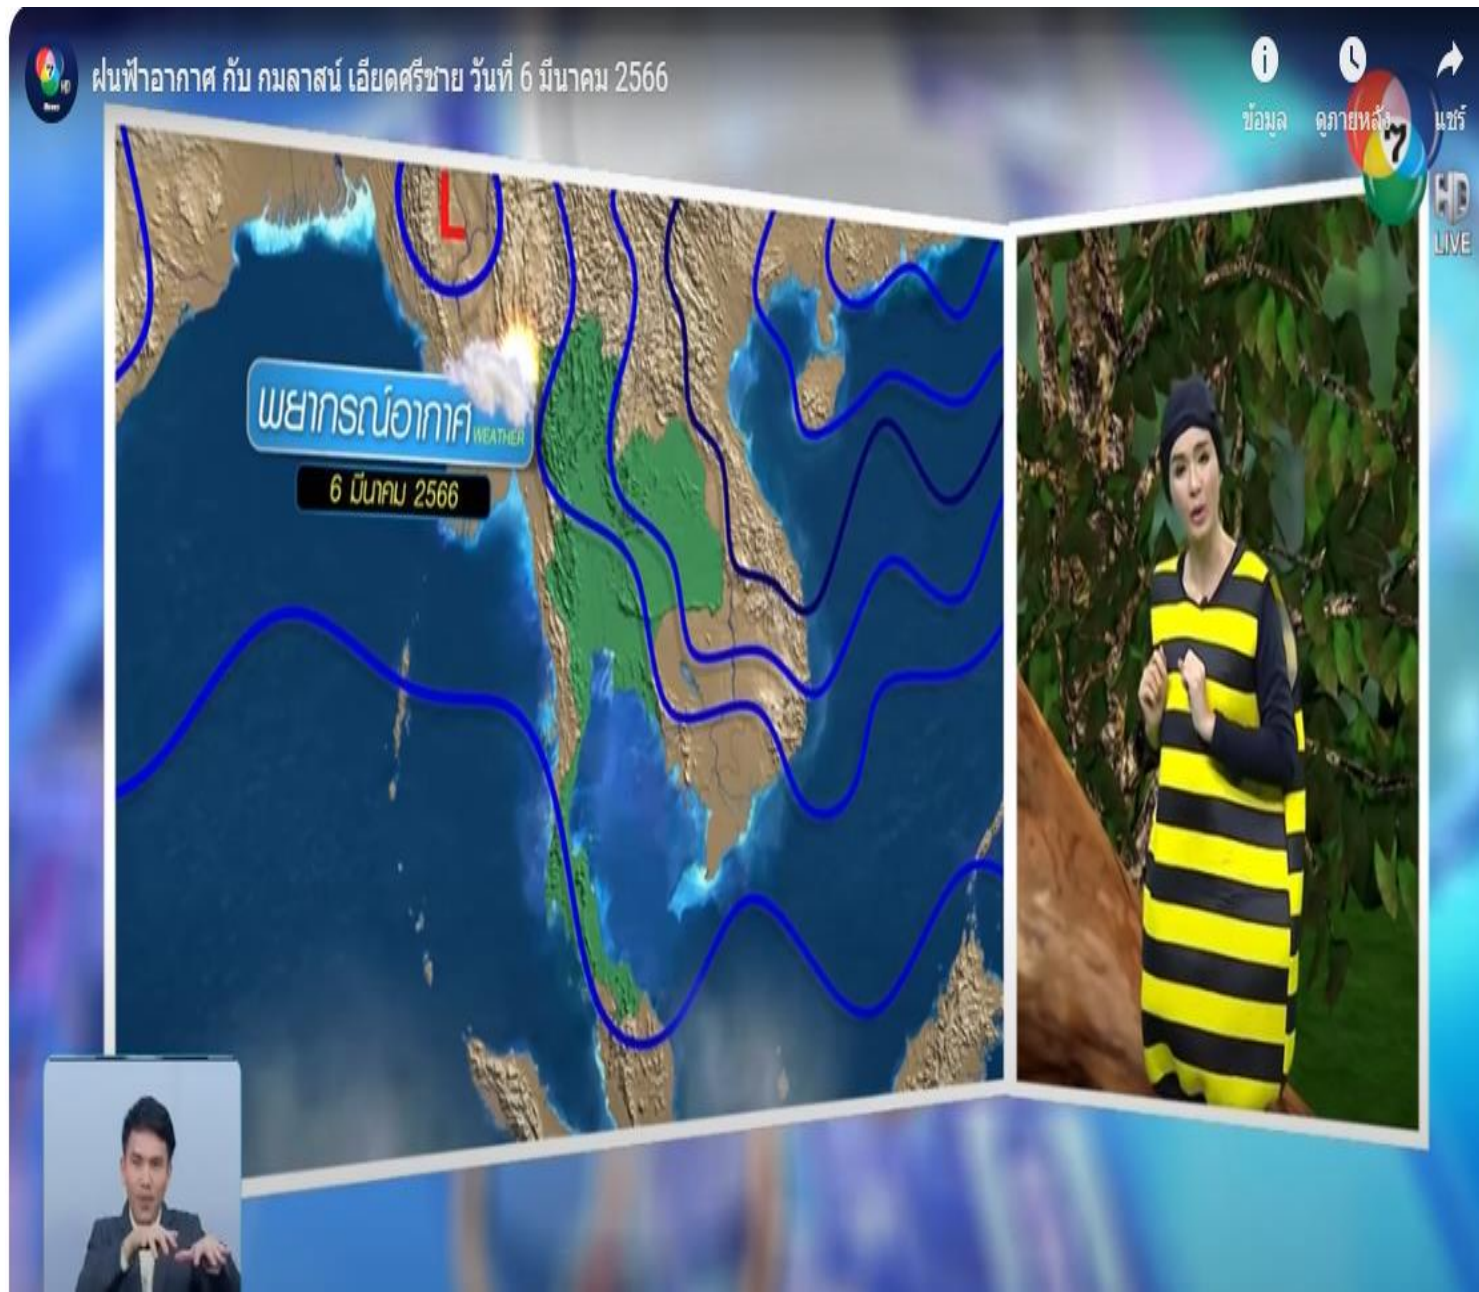 ฝนฟ้าอากาศ กับ กมลาสน์ เอียดศรีชาย วันที่ 6 มีนาคม 2566
ข้อมูล
ดูภายหลัง
แชร์
7
HD
LIVE
L
พยากรณ์อากาศ
WEATHER
6 มีนาคม 2566